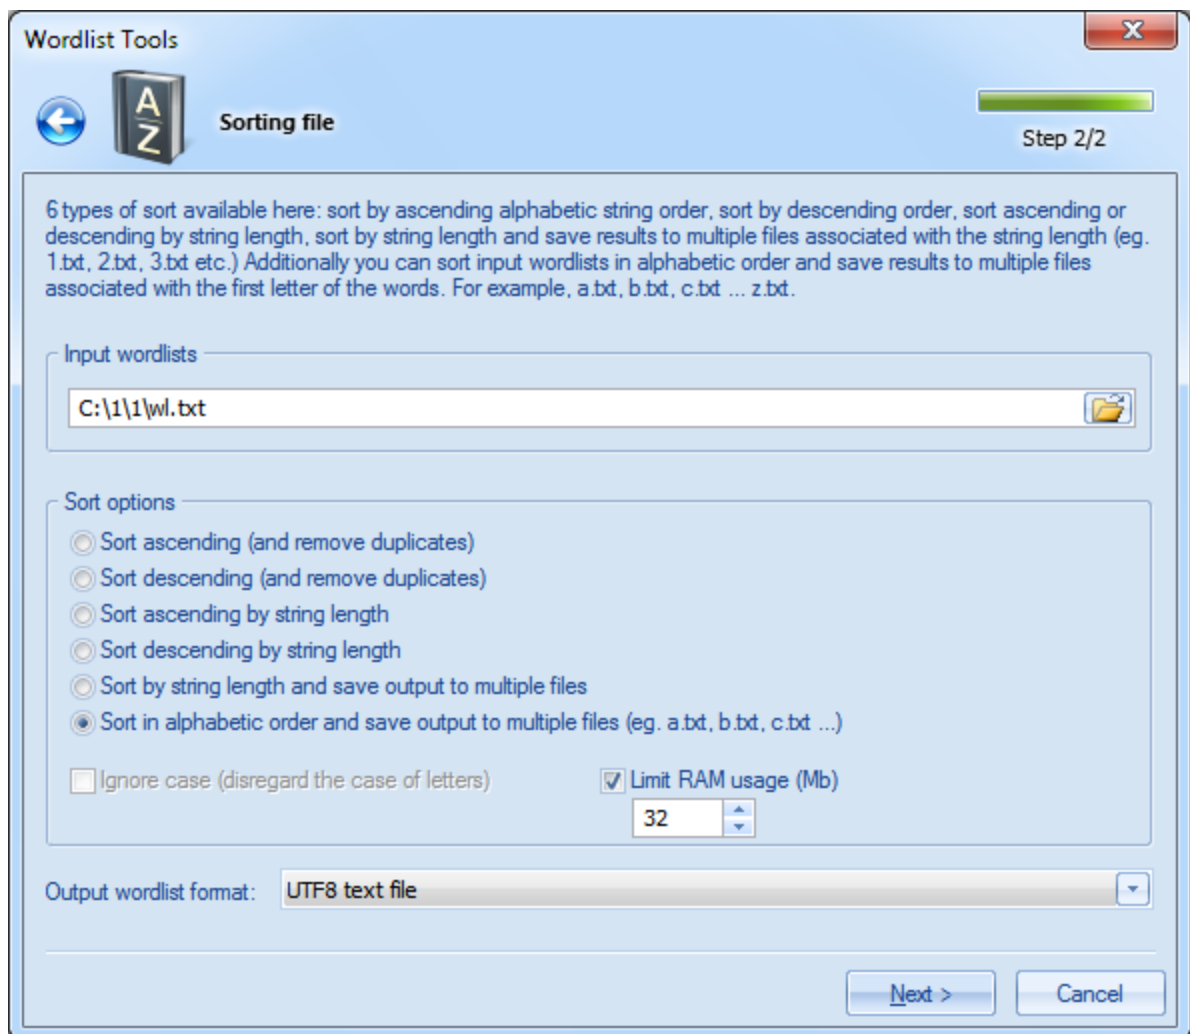 Wordlist Tools
A
Z
Sorting file
Step 2/2
6 types of sort available here: sort by ascending alphabetic string order, sort by descending order, sort ascending or
descending by string length, sort by string length and save results to multiple files associated with the string length (eg.
1.txt, 2.txt, 3.txt etc.) Additionally you can sort input wordlists in alphabetic order and save results to multiple files
associated with the first letter of the words. For example, a.txt, b.txt, c.txt ... z.txt.
Input wordlists
C:\1\1\wl.txt
Sort options
Sort ascending (and remove duplicates)
Sort descending (and remove duplicates)
Sort ascending by string length
Sort descending by string length
Sort by string length and save output to multiple files
Sort in alphabetic order and save output to multiple files (eg. a.txt, b.txt, c.txt ...)
Ignore case (disregard the case of letters)
Limit RAM usage (Mb)
32
Output wordlist format:
UTF8 text file
Next >
Cancel